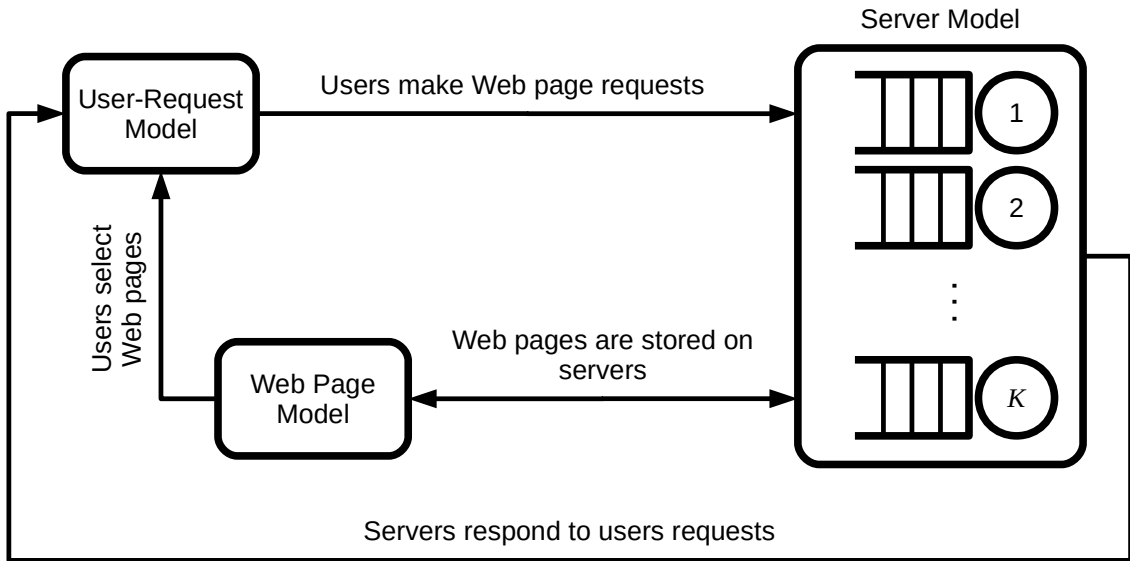 Server Model
User-Request
Model
Users make Web page requests
1
2
⋮
Users select
Web pages
Web pages are stored on
servers
Web Page
Model
K
Servers respond to users requests